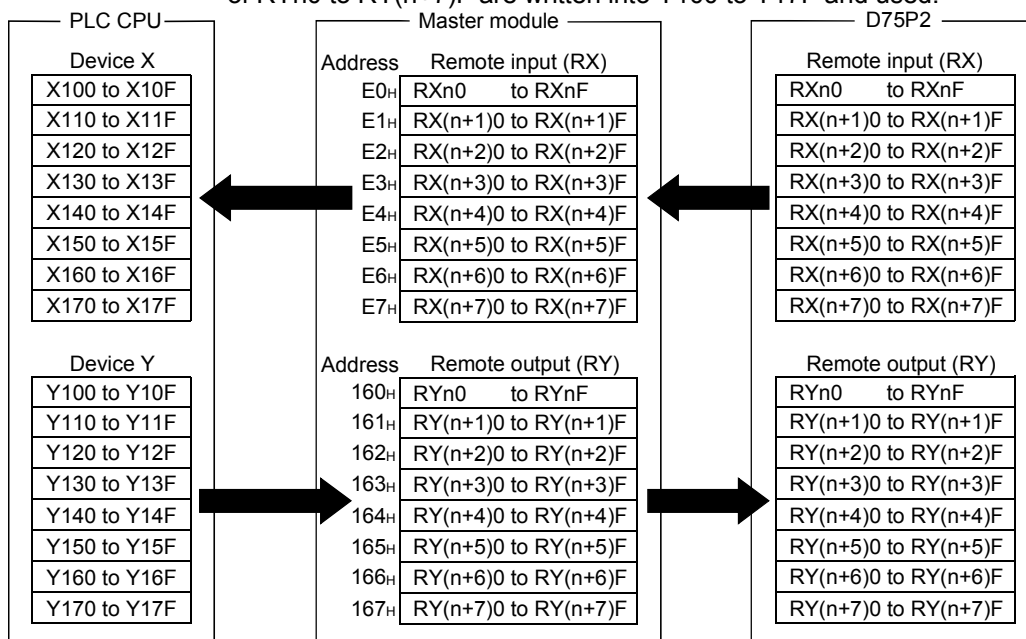 of RYn0 to RY(n+7)F are written into Y100 to Y17F and used.
PLC CPU
Master module
D75P2
Device X
Address
Remote input (RX)
Remote input (RX)
X100 to X10F
E0H
RXn0 to RXnF
RXn0 to RXnF
X110 to X11F
E1H
RX(n+1)0 to RX(n+1)F
RX(n+1)0 to RX(n+1)F
X120 to X12F
E2H
RX(n+2)0 to RX(n+2)F
RX(n+2)0 to RX(n+2)F
X130 to X13F
E3H
RX(n+3)0 to RX(n+3)F
RX(n+3)0 to RX(n+3)F
X140 to X14F
E4H
RX(n+4)0 to RX(n+4)F
RX(n+4)0 to RX(n+4)F
X150 to X15F
E5H
RX(n+5)0 to RX(n+5)F
RX(n+5)0 to RX(n+5)F
X160 to X16F
E6H
RX(n+6)0 to RX(n+6)F
RX(n+6)0 to RX(n+6)F
X170 to X17F
E7H
RX(n+7)0 to RX(n+7)F
RX(n+7)0 to RX(n+7)F
Device Y
Address
Remote output (RY)
Remote output (RY)
Y100 to Y10F
160H
RYn0 to RYnF
RYn0 to RYnF
Y110 to Y11F
161H
RY(n+1)0 to RY(n+1)F
RY(n+1)0 to RY(n+1)F
Y120 to Y12F
162H
RY(n+2)0 to RY(n+2)F
RY(n+2)0 to RY(n+2)F
Y130 to Y13F
163H
RY(n+3)0 to RY(n+3)F
RY(n+3)0 to RY(n+3)F
Y140 to Y14F
164H
RY(n+4)0 to RY(n+4)F
RY(n+4)0 to RY(n+4)F
Y150 to Y15F
165H
RY(n+5)0 to RY(n+5)F
RY(n+5)0 to RY(n+5)F
Y160 to Y16F
166H
RY(n+6)0 to RY(n+6)F
RY(n+6)0 to RY(n+6)F
Y170 to Y17F
167H
RY(n+7)0 to RY(n+7)F
RY(n+7)0 to RY(n+7)F